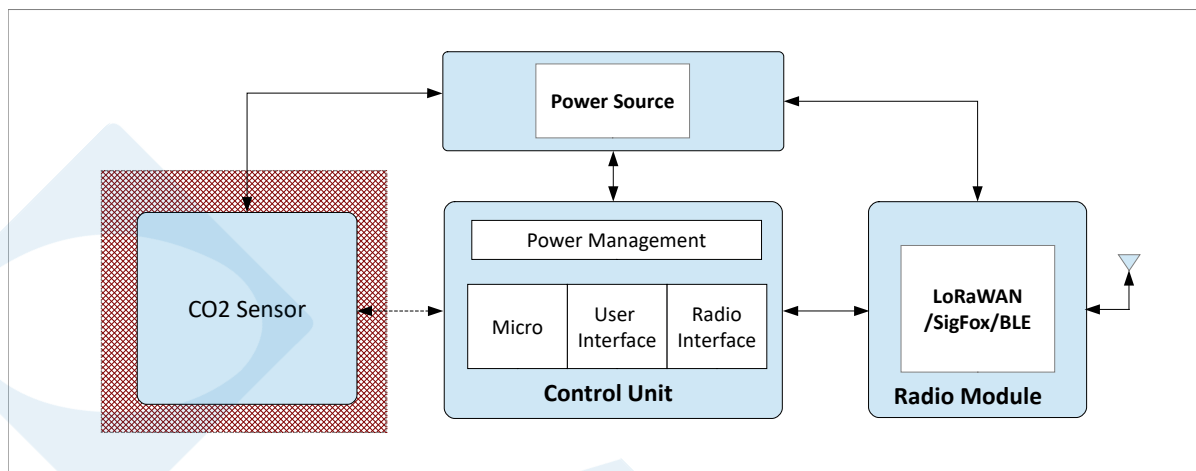 Power Source
Power Management
CO2 Sensor
Micro
User
Interface
Radio
Interface
Control Unit
LoRaWAN
/SigFox/BLE
Radio Module